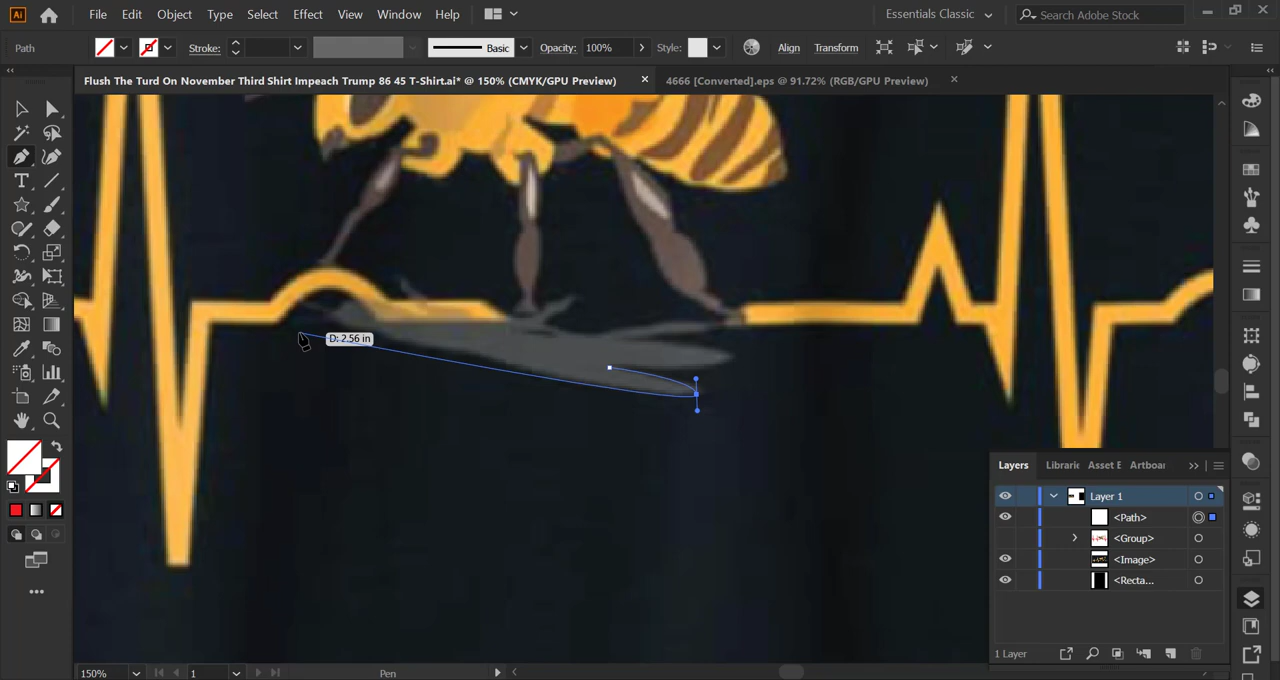 Ai File Edit Object Type Select Effect View Window Help Essentials Classic Search Adobe Stock
Path Stroke: Basic Opacity: 100% Style: Align Transform
Flush The Turd On November Third Shirt Impeach Trump 86 45 T-Shirt.ai* @ 150% (CMYK/GPU Preview) 4666 [Converted].eps @ 91.72% (RGB/GPU Preview)
D: 2.56 in
Layers Librarie Asset E Artboar
Layer 1
<Path>
<Group>
<Image>
<Recta...
1 Layer
150% 1 Pen